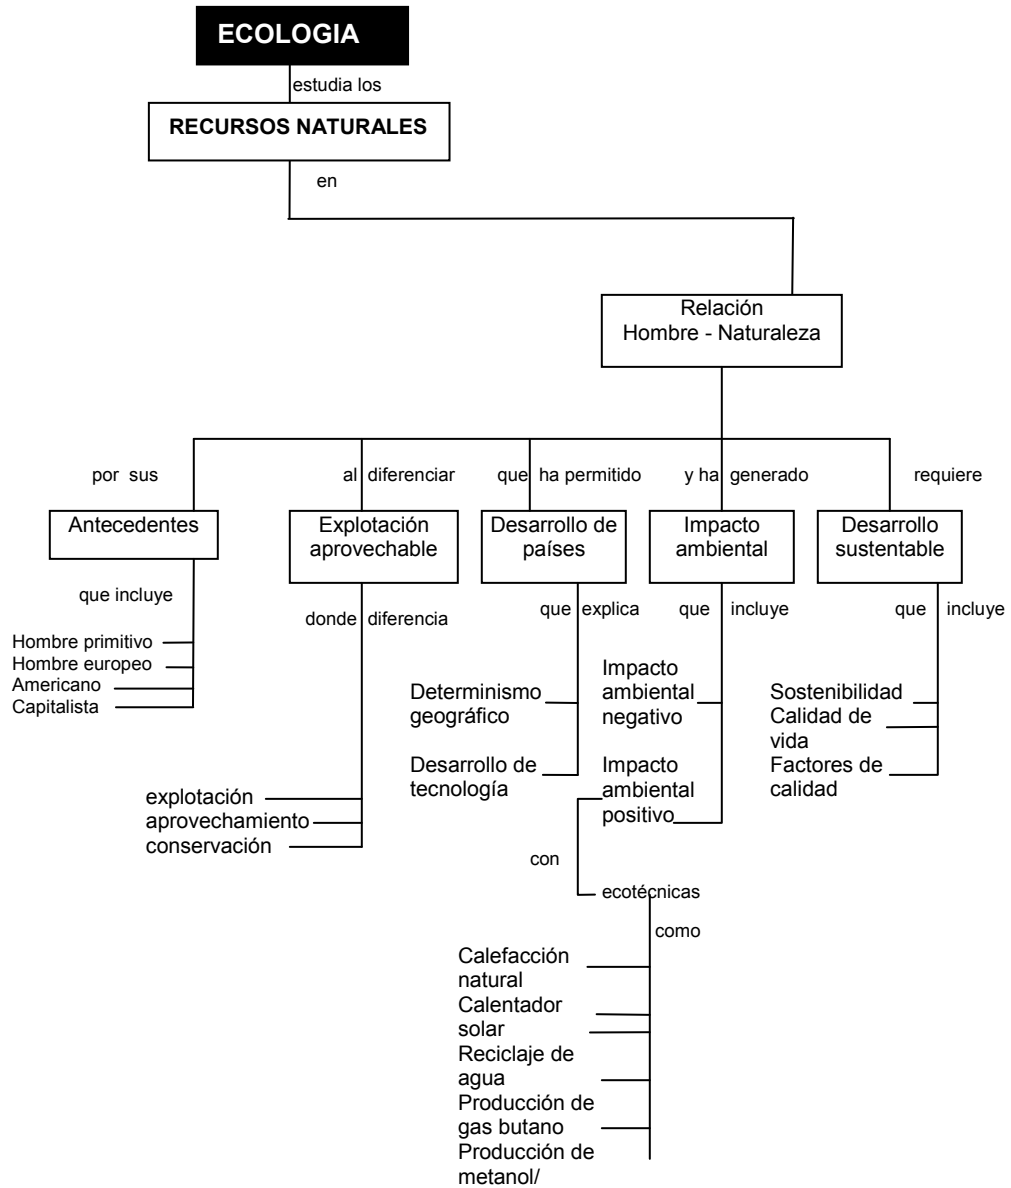 ECOLOGIA
estudia los
RECURSOS NATURALES
en
Relación
Hombre - Naturaleza
por sus
al diferenciar
que ha permitido
y ha generado
requiere
Antecedentes
Explotación
aprovechable
Desarrollo de
países
Impacto
ambiental
Desarrollo
sustentable
que incluye
donde diferencia
que explica
que incluye
que incluye
Hombre primitivo
Hombre europeo
Americano
Capitalista
explotación
aprovechamiento
conservación
Determinismo
geográfico
Desarrollo de
tecnología
Impacto
ambiental
negativo
Impacto
ambiental
positivo
Sostenibilidad
Calidad de
vida
Factores de
calidad
con
ecotécnicas
como
Calefacción
natural
Calentador
solar
Reciclaje de
agua
Producción de
gas butano
Producción de
metanol/